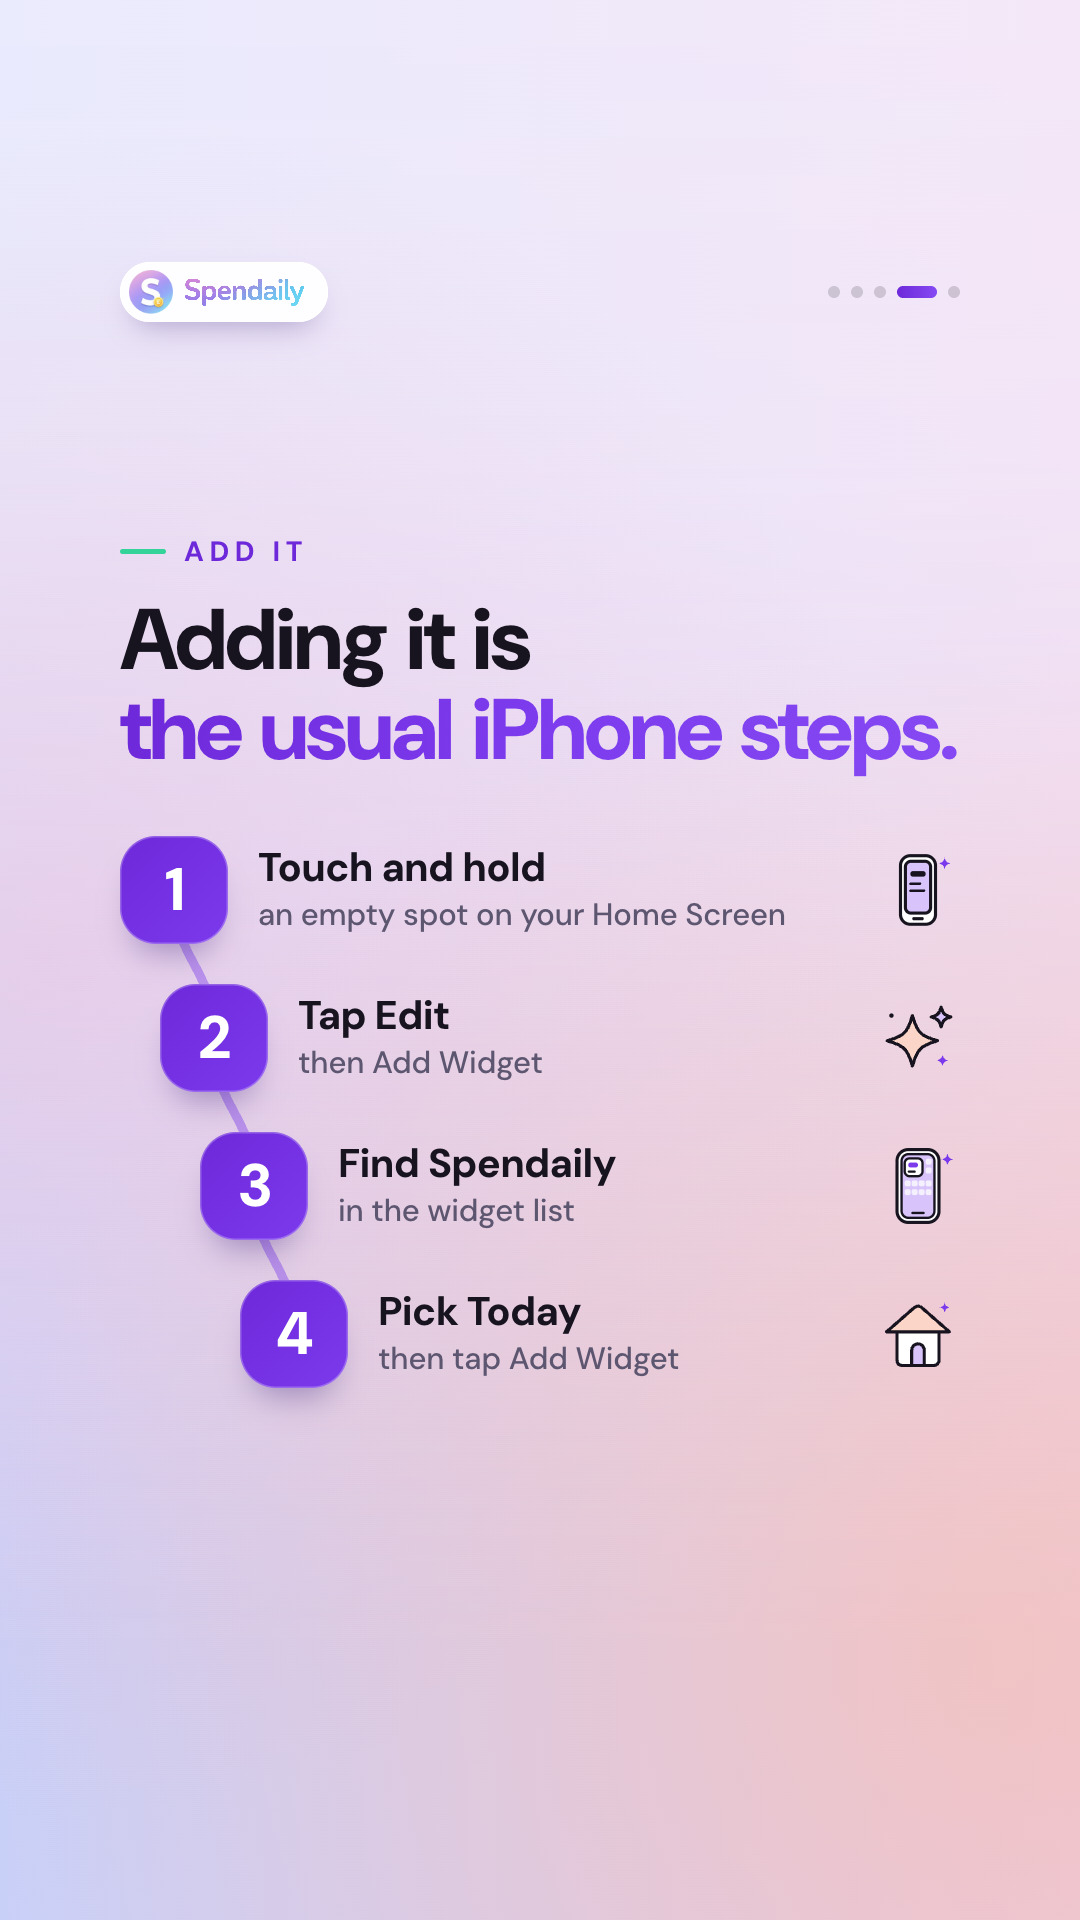 Spendaily
ADD IT
Adding it is
the usual iPhone steps.
1
Touch and hold
an empty spot on your Home Screen
2
Tap Edit
then Add Widget
3
Find Spendaily
in the widget list
4
Pick Today
then tap Add Widget